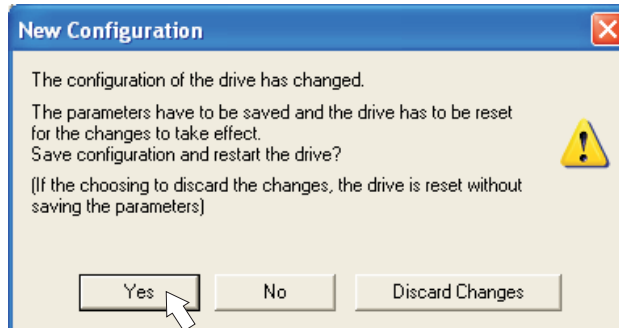 New Configuration
The configuration of the drive has changed.
The parameters have to be saved and the drive has to be reset
for the changes to take effect.
Save configuration and restart the drive?
(If the choosing to discard the changes, the drive is reset without
saving the parameters)
Yes No Discard Changes